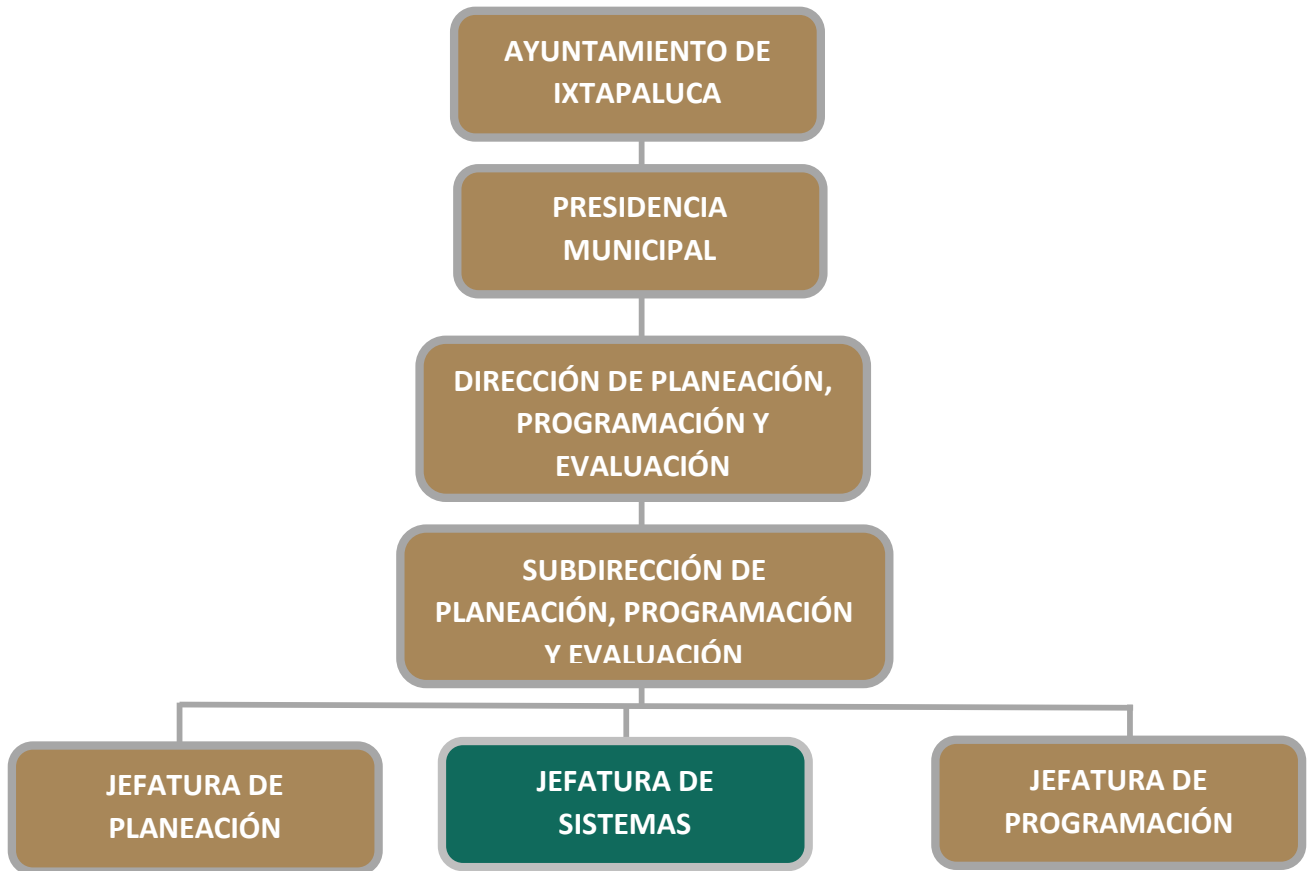 AYUNTAMIENTO DE
IXTAPALUCA
PRESIDENCIA
MUNICIPAL
DIRECCIÓN DE PLANEACIÓN,
PROGRAMACIÓN Y
EVALUACIÓN
SUBDIRECCIÓN DE
PLANEACIÓN, PROGRAMACIÓN
Y EVALUACIÓN
JEFATURA DE
PLANEACIÓN
JEFATURA DE
SISTEMAS
JEFATURA DE
PROGRAMACIÓN